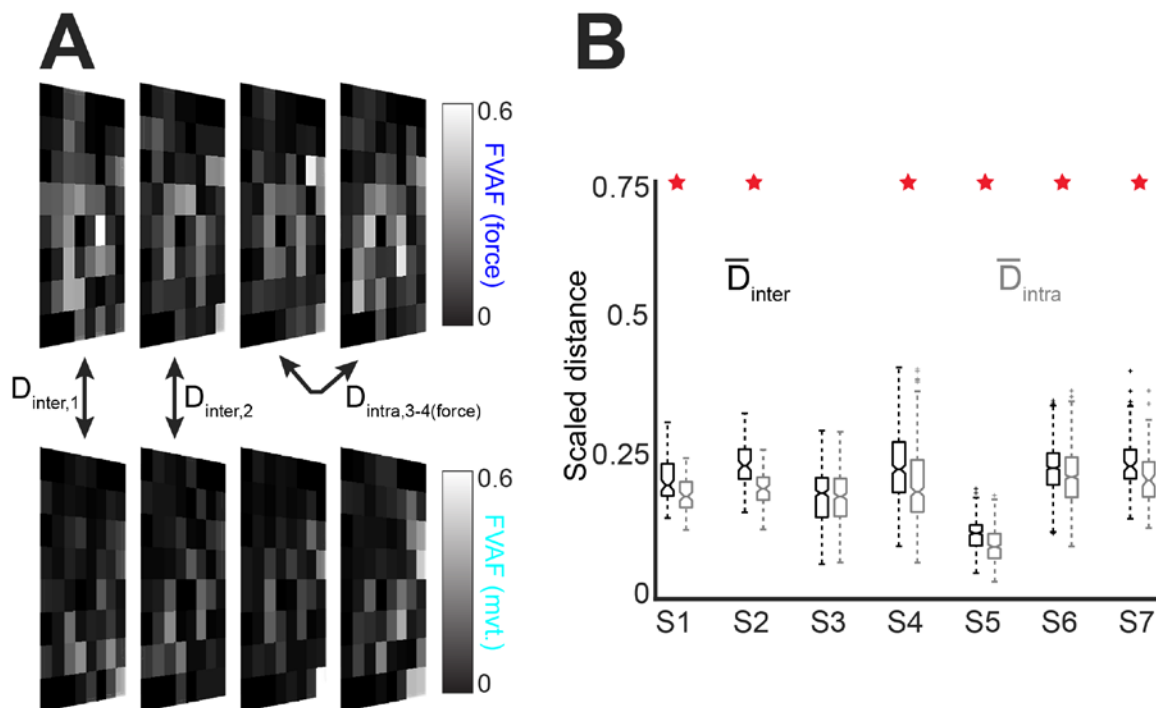 A
0.6
FVAF (force)
0
D inter,1
D inter,2
D intra,3-4(force)
0.6
FVAF (mvt.)
0
B
0.75
0.5
0.25
0
Scaled distance
D̅ inter
D̅ intra
S1 S2 S3 S4 S5 S6 S7